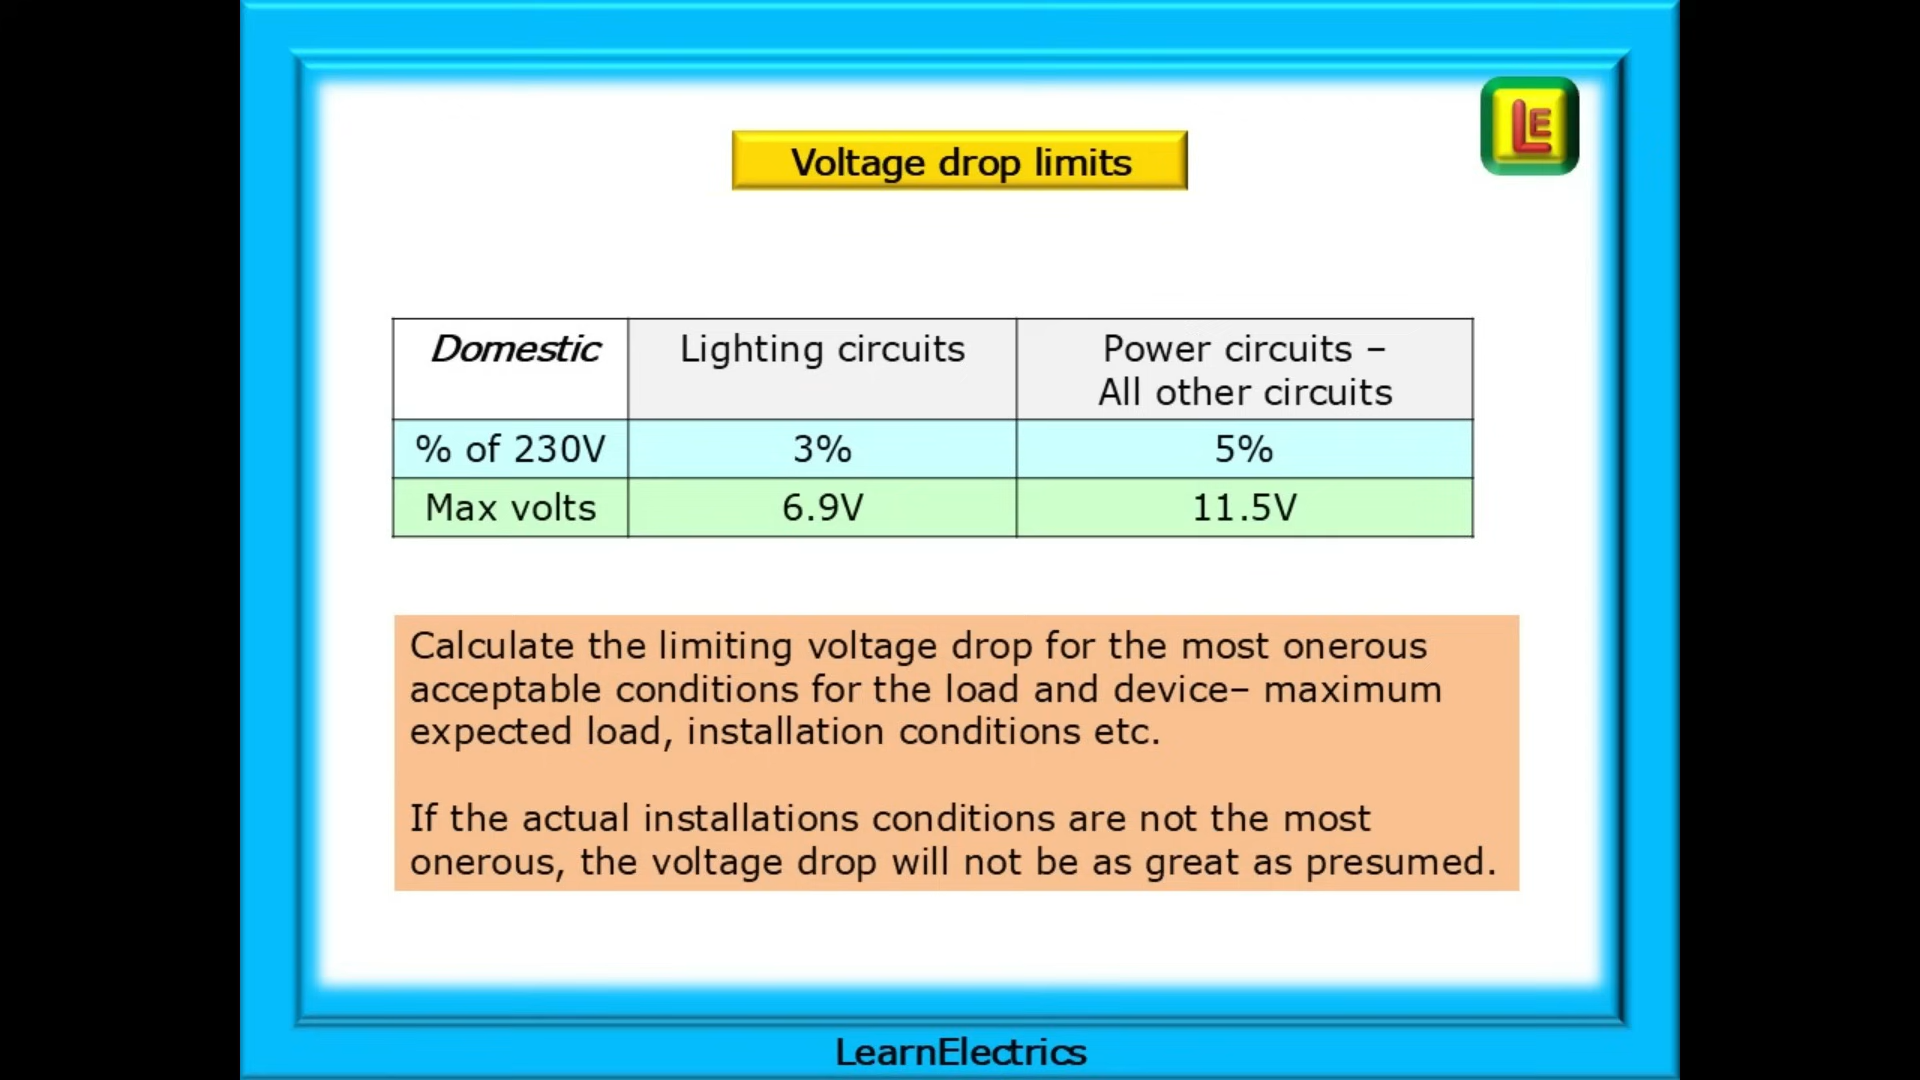 LE
Voltage drop limits
Domestic
Lighting circuits
Power circuits –
All other circuits
% of 230V
3%
5%
Max volts
6.9V
11.5V
Calculate the limiting voltage drop for the most onerous
acceptable conditions for the load and device– maximum
expected load, installation conditions etc.
If the actual installations conditions are not the most
onerous, the voltage drop will not be as great as presumed.
LearnElectrics